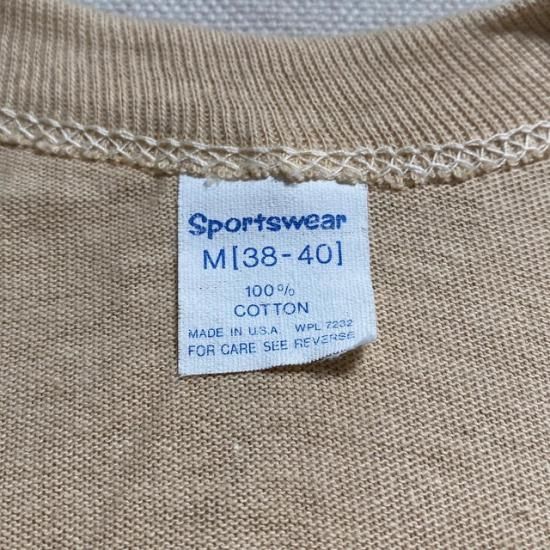 Sportswear
M[38-40]
100%
COTTON
MADE IN U.S.A. WPL 7232
FOR CARE SEE REVERSE